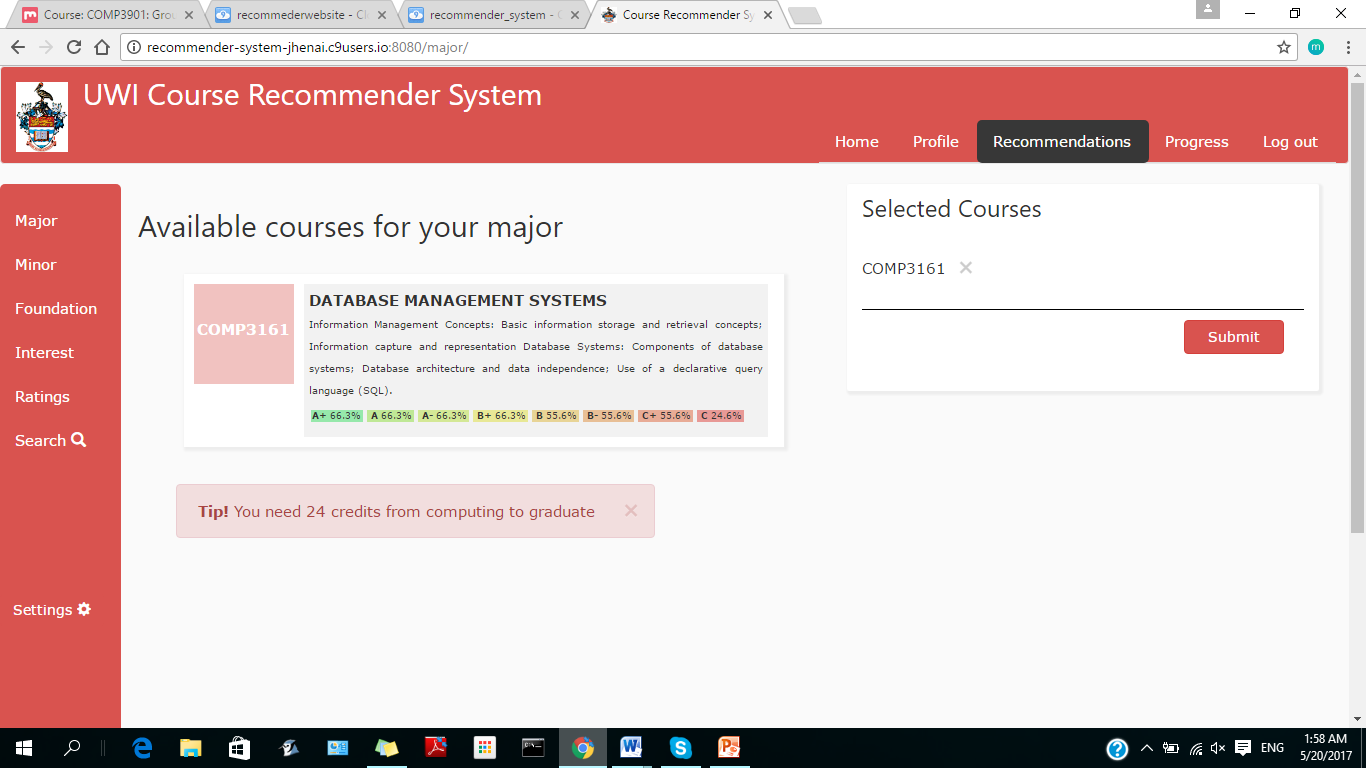 Course: COMP3901: Grou
recommederwebsite - Cl
recommender_system - C
Course Recommender Sy
recommender-system-jhenai.c9users.io:8080/major/
m
UWI Course Recommender System
Home Profile Recommendations Progress Log out
Major
Minor
Foundation
Interest
Ratings
Search
Settings
Available courses for your major
COMP3161
DATABASE MANAGEMENT SYSTEMS
Information Management Concepts: Basic information storage and retrieval concepts;
Information capture and representation Database Systems: Components of database
systems; Database architecture and data independence; Use of a declarative query
language (SQL).
A+ 66.3% A 66.3% A- 66.3% B+ 66.3% B 55.6% B- 55.6% C+ 55.6% C 24.6%
Tip! You need 24 credits from computing to graduate ×
Selected Courses
COMP3161 ×
Submit
ENG
1:58 AM
5/20/2017